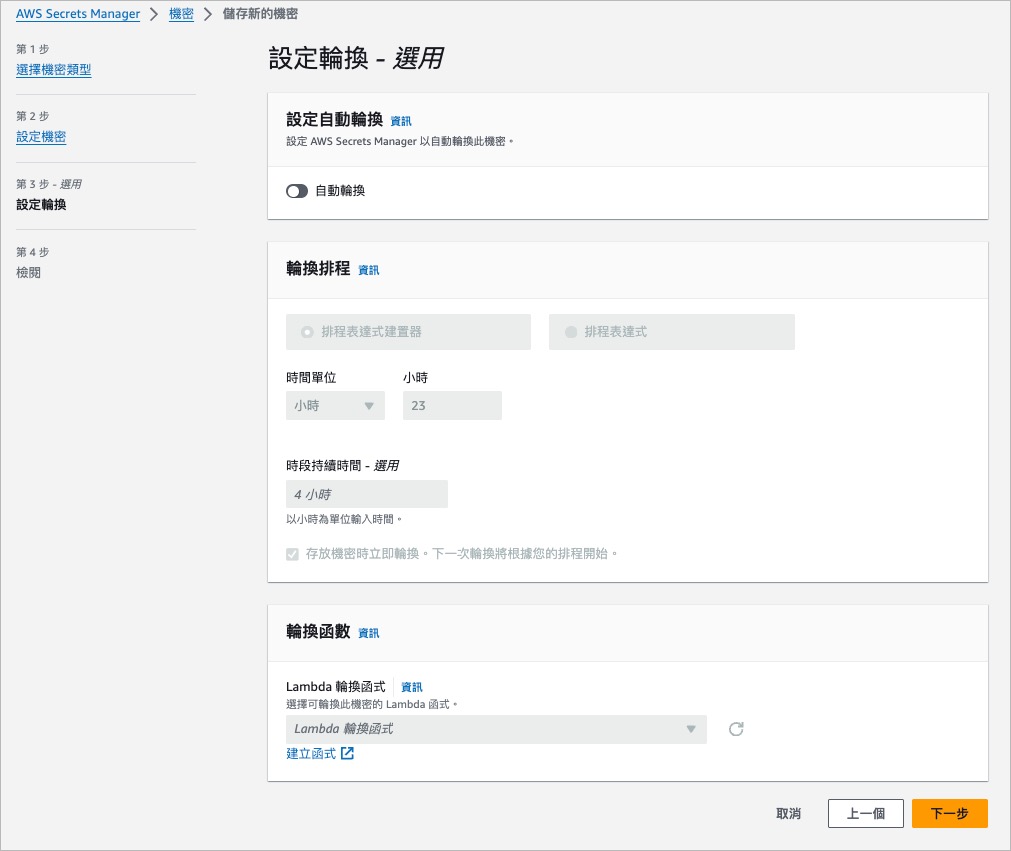 AWS Secrets Manager > 機密 > 儲存新的機密
第 1 步
選擇機密類型
第 2 步
設定機密
第 3 步 - 選用
設定輪換
第 4 步
檢閱
設定輪換 - 選用
設定自動輪換 資訊
設定 AWS Secrets Manager 以自動輪換此機密。
自動輪換
輪換排程 資訊
排程表達式建置器 排程表達式
時間單位 小時
小時 23
時段持續時間 - 選用
4 小時
以小時為單位輸入時間。
存放機密時立即輪換。下一次輪換將根據您的排程開始。
輪換函數 資訊
Lambda 輪換函式 資訊
選擇可輪換此機密的 Lambda 函式。
Lambda 輪換函式
建立函式
取消 上一個 下一步